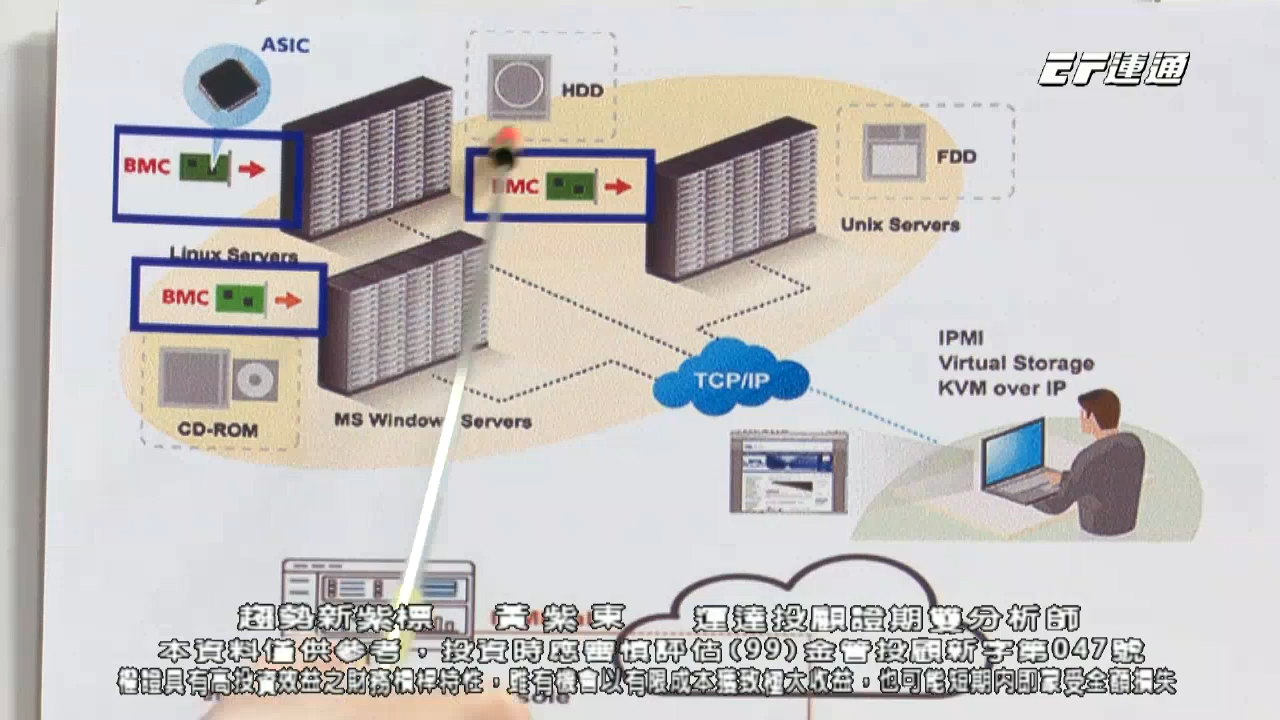 ASIC
運通
HDD
BMC
FDD
BMC
Unix Servers
Linux Servers
BMC
IPMI
Virtual Storage
KVM over IP
TCP/IP
CD-ROM
MS Window Servers
趨勢新紫標 黃紫東 運達投顧證期雙分析師
本資料僅供參考，投資時應審慎評估(99)金管投顧新字第047號
權證具有高投資效益之財務槓桿特性，雖有機會以有限成本獲致極大收益，也可能短期內即蒙受全額損失